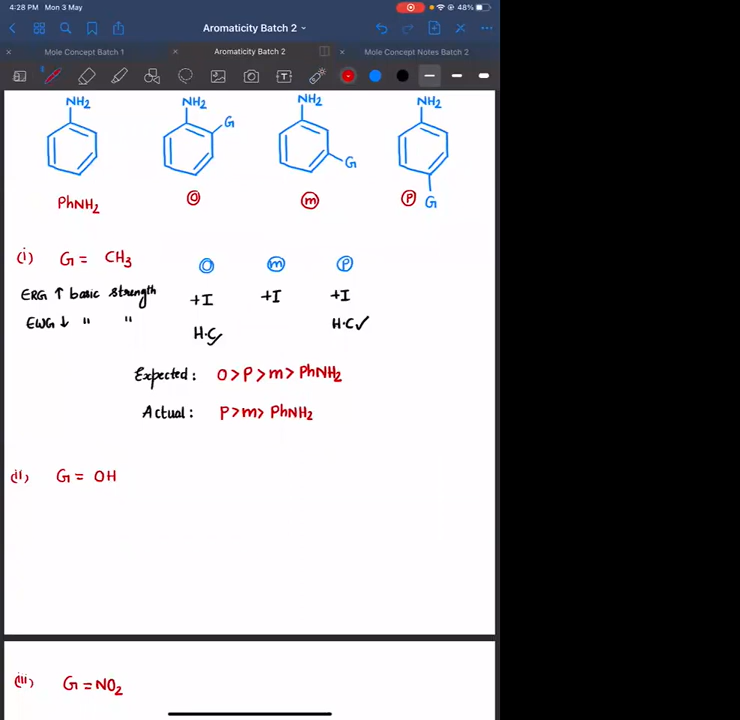 4:28 PM Mon 3 May
48%
Aromaticity Batch 2
Mole Concept Batch 1
Aromaticity Batch 2
Mole Concept Notes Batch 2
NH2 NH2 NH2 NH2
G
G
PhNH2 O m P G
(i) G = CH3 O m P
ERG ↑ basic strength +I +I +I
EWG ↓ " " H.C✓ H.C✓
Expected: O > P > m > PhNH2
Actual: P > m > PhNH2
(ii) G = OH
(iii) G = NO2